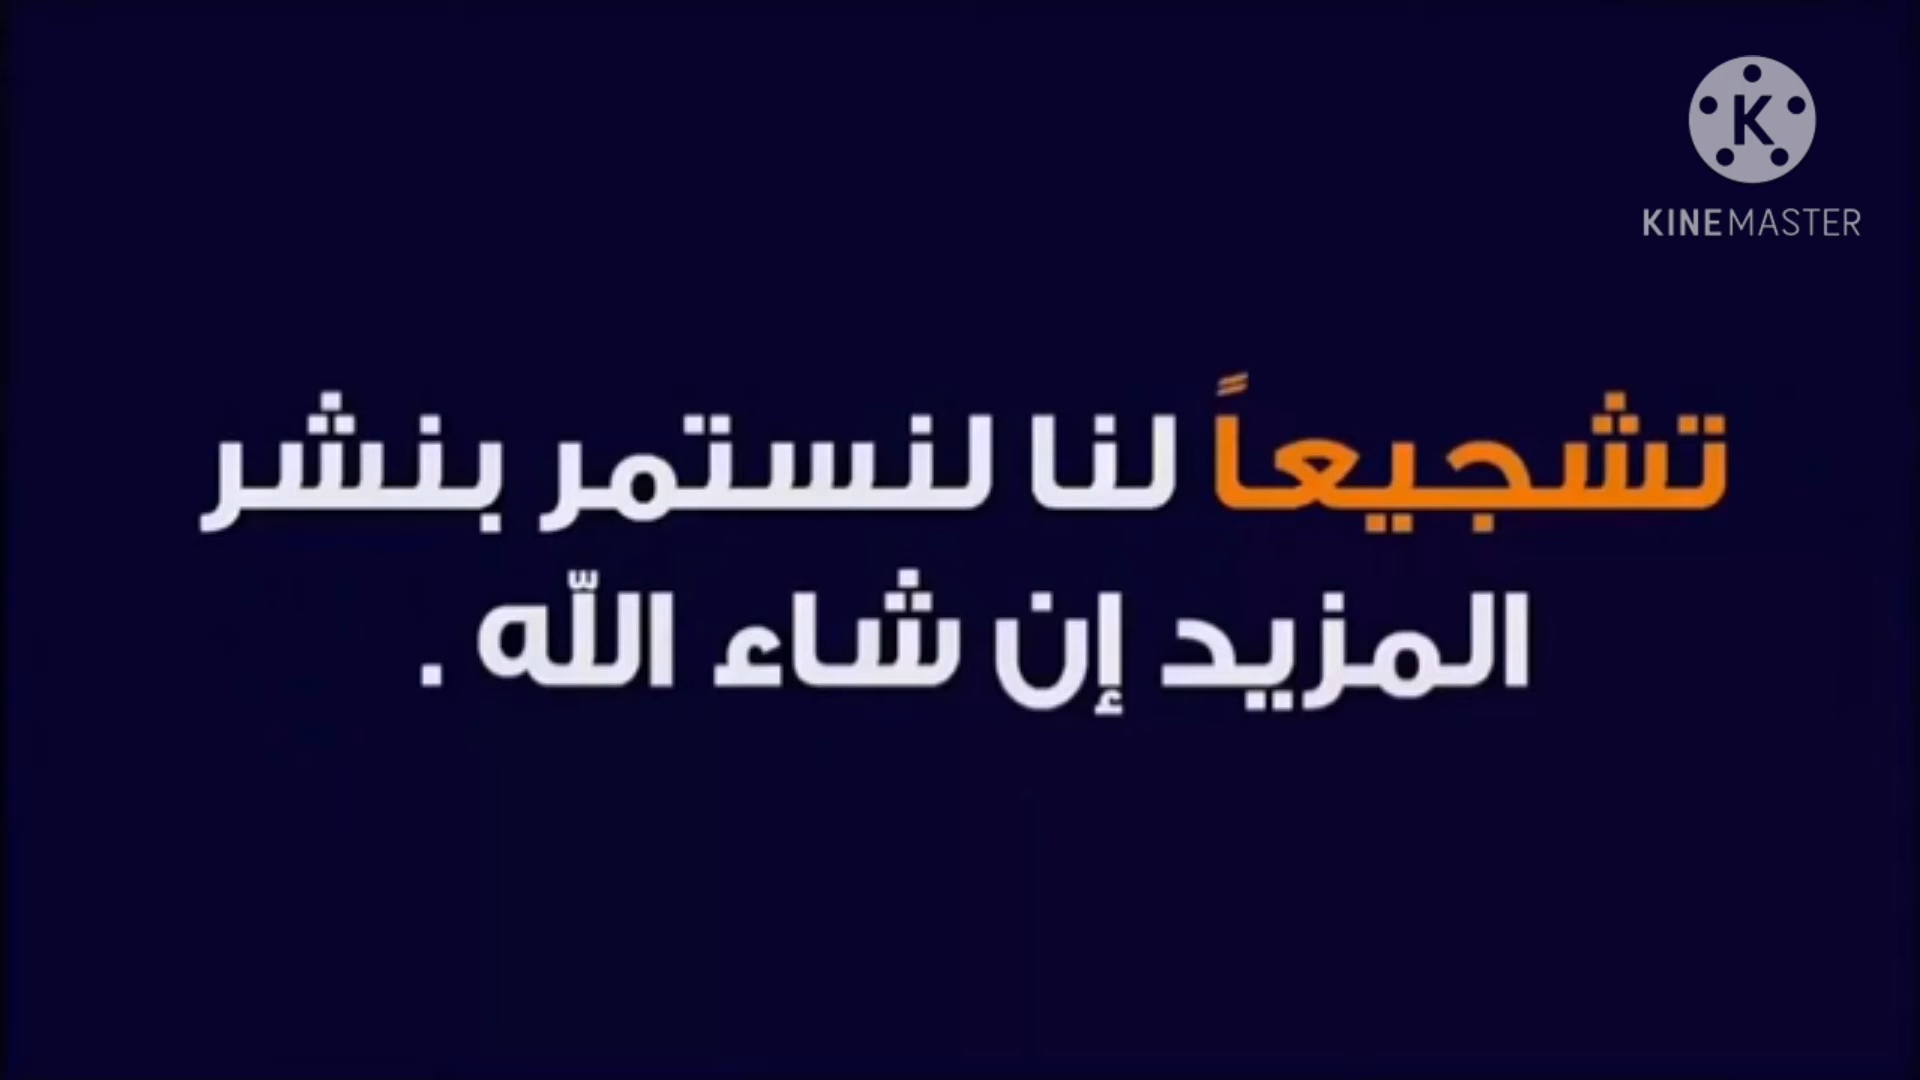 K
KINEMASTER
تشجيعاً لنا لنستمر بنشر
المزيد إن شاء الله .